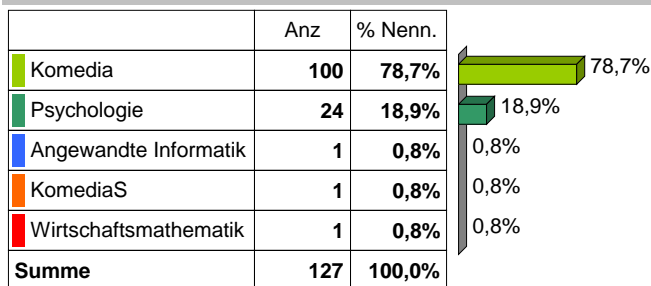 Anz % Nenn.
Komedia 100 78,7% 78,7%
Psychologie 24 18,9% 18,9%
Angewandte Informatik 1 0,8% 0,8%
KomediaS 1 0,8% 0,8%
Wirtschaftsmathematik 1 0,8% 0,8%
Summe 127 100,0%